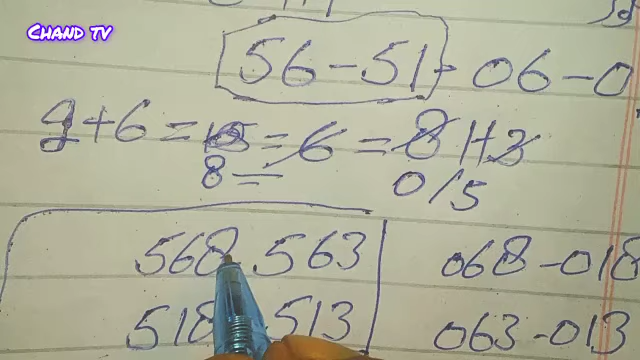 Chand tv
56-51- 06-0
9+6=15=6=8/+3
8= 0/5
568-563 068-018
518 513 063-013